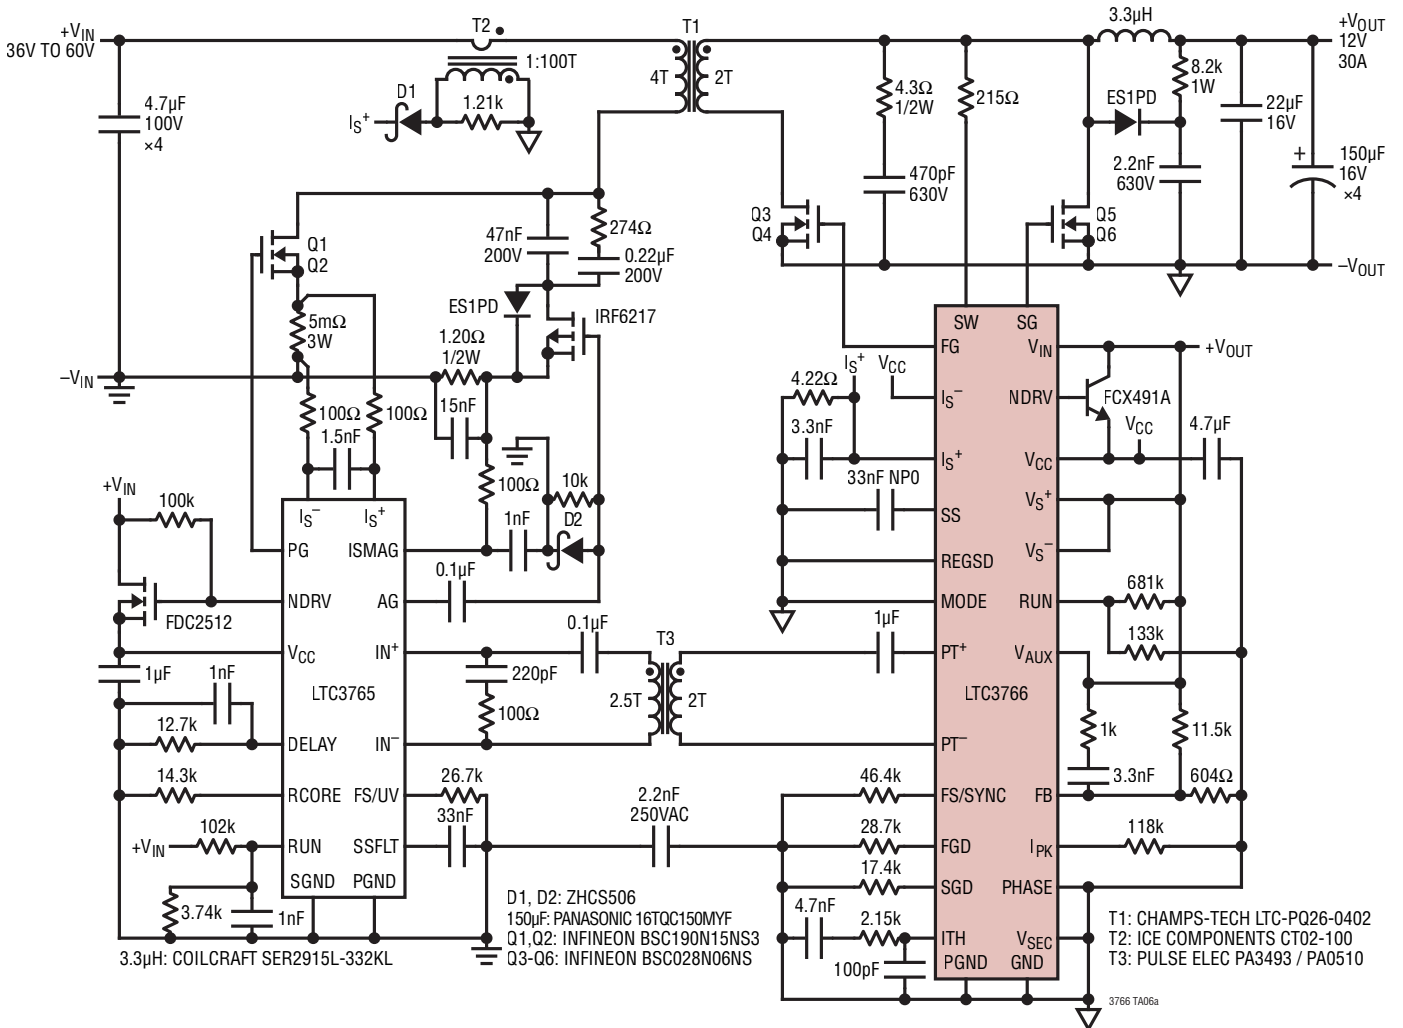 +VIN
36V TO 60V
T2
T1
3.3µH
+VOUT
12V
30A
1:100T
4T
2T
D1
IS+
1.21k
4.7µF
100V
×4
4.3Ω
1/2W
215Ω
8.2k
1W
ES1PD
22µF
16V
470pF
630V
2.2nF
630V
+
150µF
16V
×4
Q3
Q4
Q5
Q6
Q1
Q2
47nF
200V
274Ω
0.22µF
200V
–VOUT
5mΩ
3W
ES1PD
IRF6217
1.20Ω
1/2W
–VIN
100Ω
100Ω
15nF
1.5nF
100Ω
10k
1nF
D2
+VIN
100k
FDC2512
0.1µF
IS–
IS+
PG
ISMAG
NDRV
AG
VCC
IN+
LTC3765
DELAY
IN–
RCORE
FS/UV
RUN
SSFLT
SGND
PGND
1µF
1nF
12.7k
14.3k
102k
+VIN
3.74k
1nF
220pF
100Ω
0.1µF
T3
2.5T
2T
1µF
26.7k
33nF
2.2nF
250VAC
SW
SG
FG
VIN
IS–
NDRV
IS+
VCC
SS
VS+
REGSD
VS–
MODE
RUN
PT+
VAUX
LTC3766
PT–
FS/SYNC
FB
FGD
IPK
SGD
PHASE
ITH
VSEC
PGND
GND
IS+
VCC
4.22Ω
3.3nF
33nF NP0
+VOUT
FCX491A
VCC
4.7µF
681k
133k
1k
11.5k
3.3nF
604Ω
118k
46.4k
28.7k
17.4k
4.7nF
2.15k
100pF
3.3µH: COILCRAFT SER2915L-332KL
D1, D2: ZHCS506
150µF: PANASONIC 16TQC150MYF
Q1,Q2: INFINEON BSC190N15NS3
Q3-Q6: INFINEON BSC028N06NS
T1: CHAMPS-TECH LTC-PQ26-0402
T2: ICE COMPONENTS CT02-100
T3: PULSE ELEC PA3493 / PA0510
3766 TA06a